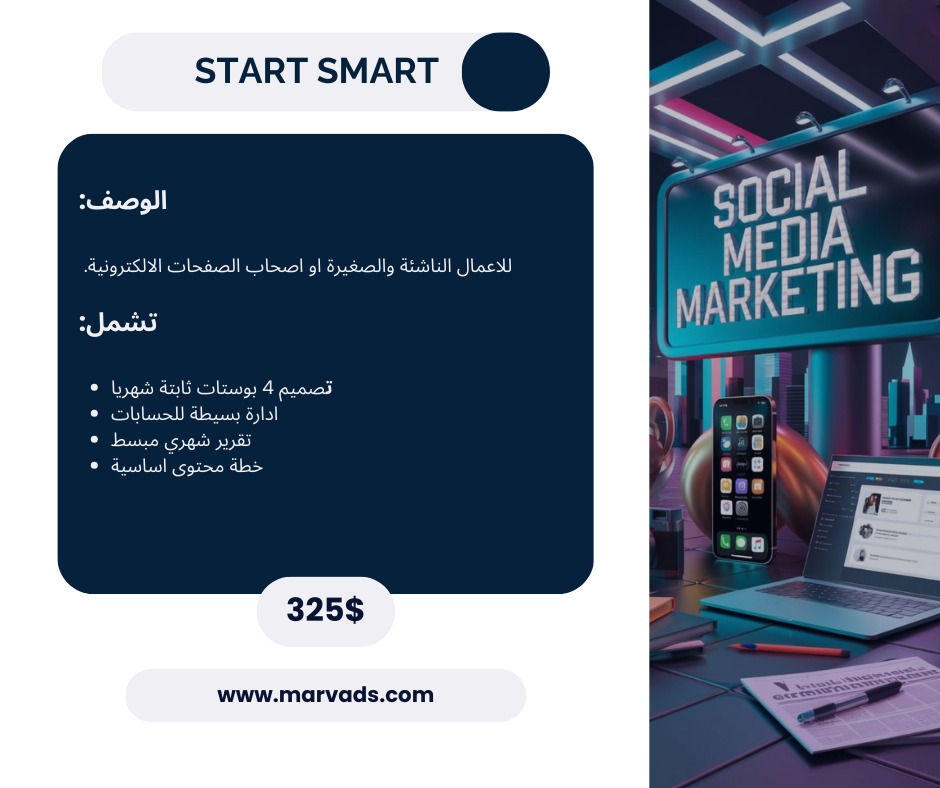 START SMART
الوصف:
للاعمال الناشئة والصغيرة او اصحاب الصفحات الالكترونية.
تشمل:
تصميم 4 بوستات ثابتة شهريا
ادارة بسيطة للحسابات
تقرير شهري مبسط
خطة محتوى اساسية
325$
www.marvads.com
SOCIAL
MEDIA
MARKETING